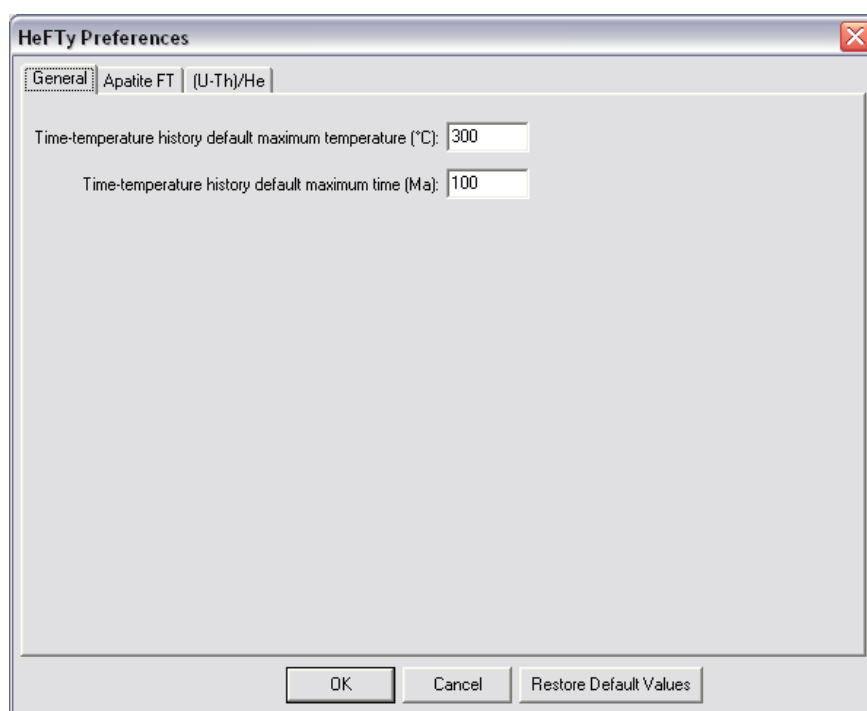 HeFTy Preferences
General Apatite FT (U-Th)/He
Time-temperature history default maximum temperature (°C): 300
Time-temperature history default maximum time (Ma): 100
OK Cancel Restore Default Values